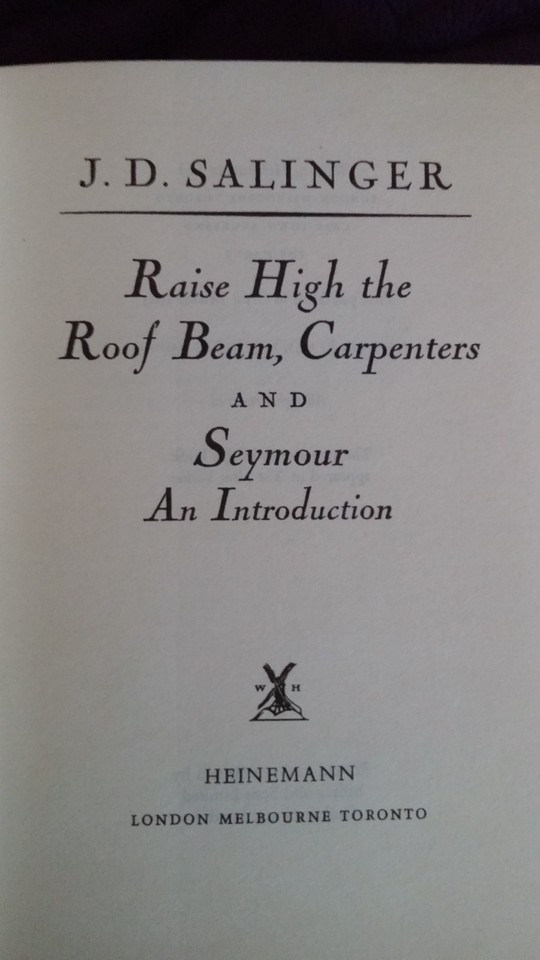 J. D. SALINGER
Raise High the
Roof Beam, Carpenters
AND
Seymour
An Introduction
W H
HEINEMANN
LONDON MELBOURNE TORONTO